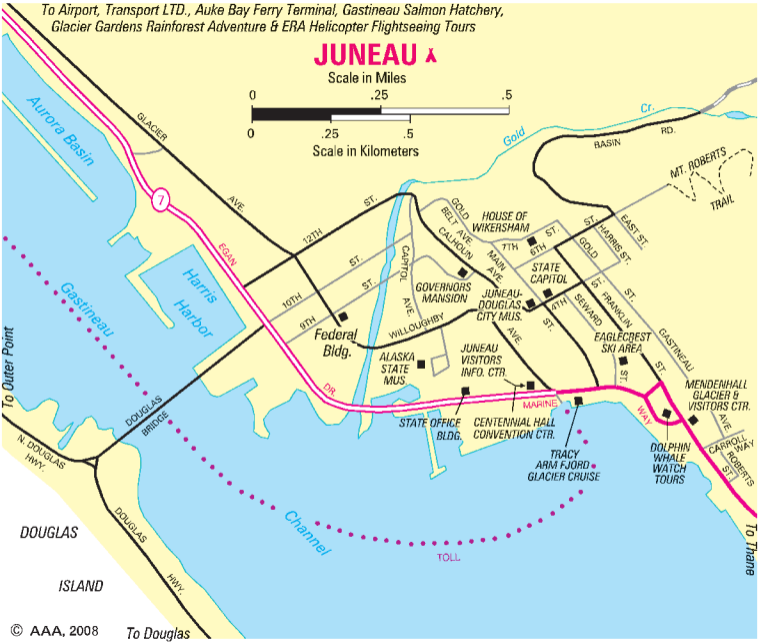 To Airport, Transport LTD., Auke Bay Ferry Terminal, Gastineau Salmon Hatchery,
Glacier Gardens Rainforest Adventure & ERA Helicopter Flightseeing Tours
JUNEAU
Scale in Miles
0 .25 .5
0 .25 .5
Scale in Kilometers
Aurora Basin
GLACIER
AVE.
7
EGAN
DR.
Gold
Cr.
BASIN
RD.
MT. ROBERTS
TRAIL
12TH
ST.
10TH
ST.
9TH
ST.
CAPITOL
AVE.
GOLD
BELT AVE.
CALHOUN
AVE.
MAIN
ST.
HOUSE OF
WIKERSHAM
7TH
ST.
6TH
ST.
GOLD
HARRIS ST.
EAST ST.
GOVERNORS
MANSION
STATE
CAPITOL
JUNEAU-
DOUGLAS
CITY MUS.
4TH
ST.
SEWARD
ST.
FRANKLIN
ST.
GASTINEAU
AVE.
WILLOUGHBY
AVE.
Federal
Bldg.
ALASKA
STATE
MUS.
JUNEAU
VISITORS
INFO. CTR.
EAGLECREST
SKI AREA
MENDENHALL
GLACIER &
VISITORS CTR.
STATE OFFICE
BLDG.
CENTENNIAL HALL
CONVENTION CTR.
MARINE
WAY
TRACY
ARM FJORD
GLACIER CRUISE
DOLPHIN
WHALE
WATCH
TOURS
CARROLL
WAY
ROBERTS
ST.
To Thane
Harris
Harbor
Gastineau
Channel
TOLL
To Outer Point
DOUGLAS
BRIDGE
N. DOUGLAS
HWY.
DOUGLAS
HWY.
DOUGLAS
ISLAND
© AAA, 2008
To Douglas